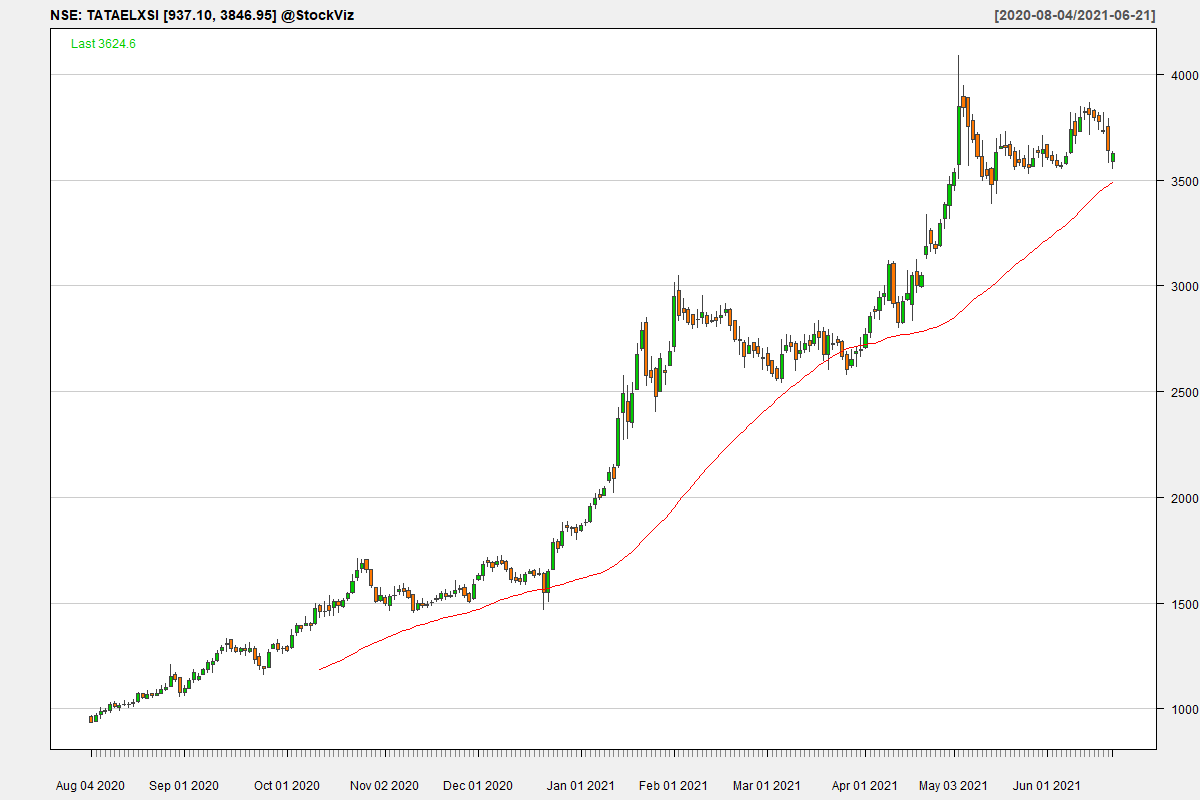 NSE: TATAELXSI [937.10, 3846.95] @StockViz [2020-08-04/2021-06-21]
Last 3624.6
4000
3500
3000
2500
2000
1500
1000
Aug 04 2020 Sep 01 2020 Oct 01 2020 Nov 02 2020 Dec 01 2020 Jan 01 2021 Feb 01 2021 Mar 01 2021 Apr 01 2021 May 03 2021 Jun 01 2021